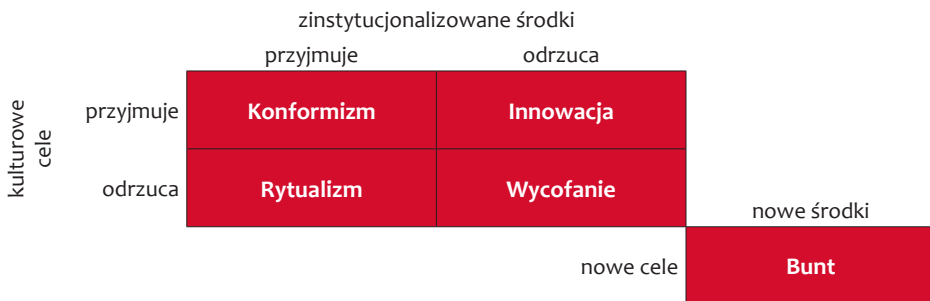 zinstytucjonalizowane środki
przyjmuje odrzuca
kulturowe
cele
przyjmuje Konformizm Innowacja
odrzuca Rytualizm Wycofanie
nowe środki
nowe cele Bunt